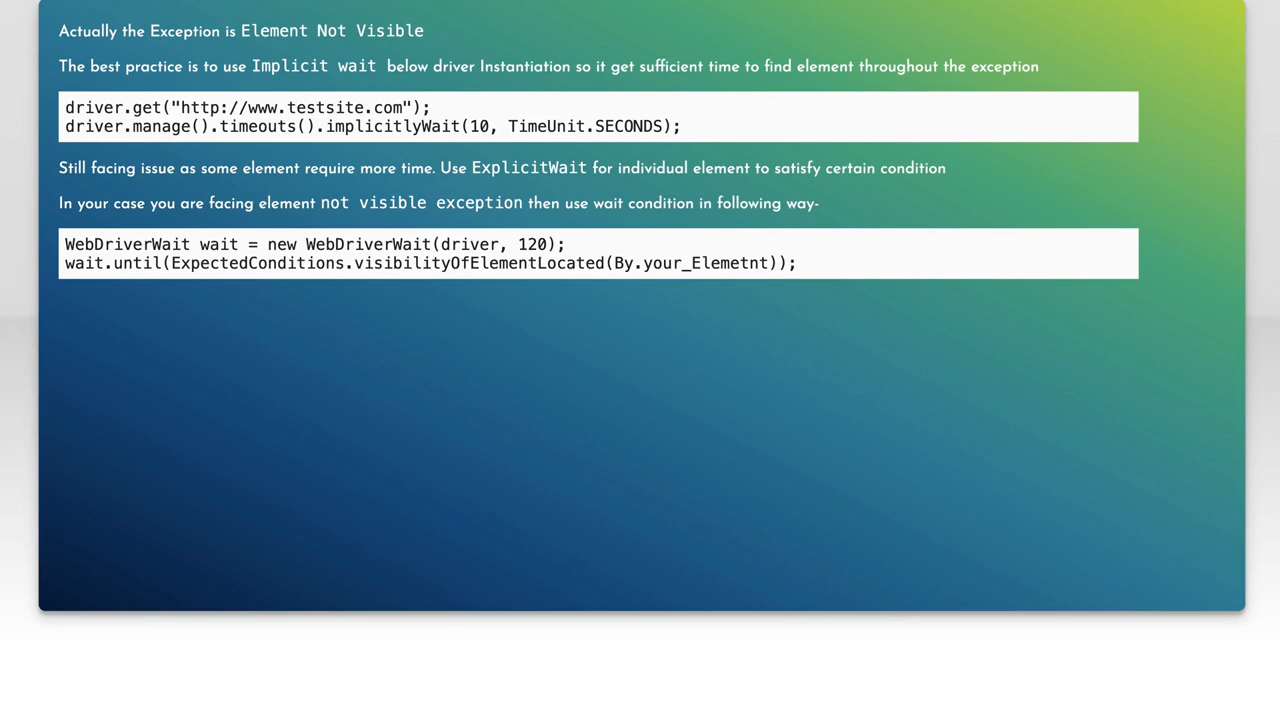 Actually the Exception is Element Not Visible
The best practice is to use Implicit wait below driver Instantiation so it get sufficient time to find element throughout the exception
driver.get("http://www.testsite.com");
driver.manage().timeouts().implicitlyWait(10, TimeUnit.SECONDS);
Still facing issue as some element require more time. Use ExplicitWait for individual element to satisfy certain condition
In your case you are facing element not visible exception then use wait condition in following way-
WebDriverWait wait = new WebDriverWait(driver, 120);
wait.until(ExpectedConditions.visibilityOfElementLocated(By.your_Elemetnt));